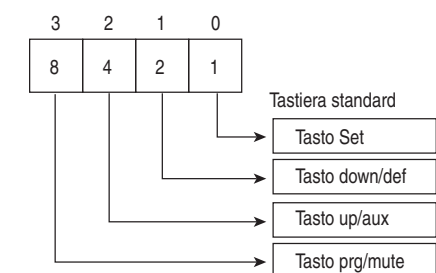 3 2 1 0
8 4 2 1
Tastiera standard
Tasto Set
Tasto down/def
Tasto up/aux
Tasto prg/mute